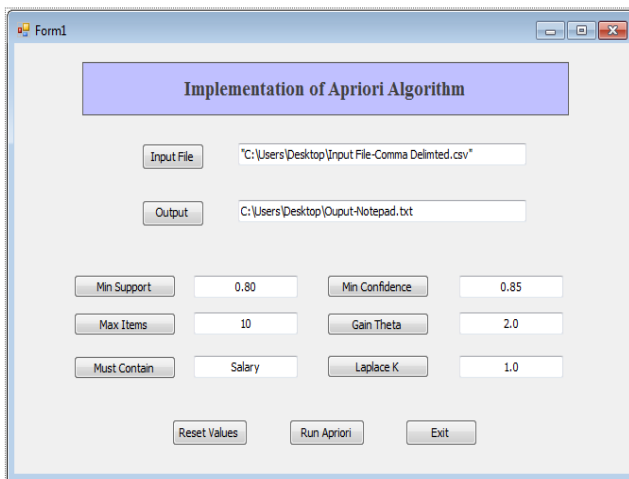 Form1
Implementation of Apriori Algorithm
Input File "C:\Users\Desktop\Input File-Comma Delimted.csv"
Output C:\Users\Desktop\Ouput-Notepad.txt
Min Support 0.80 Min Confidence 0.85
Max Items 10 Gain Theta 2.0
Must Contain Salary Laplace K 1.0
Reset Values Run Apriori Exit